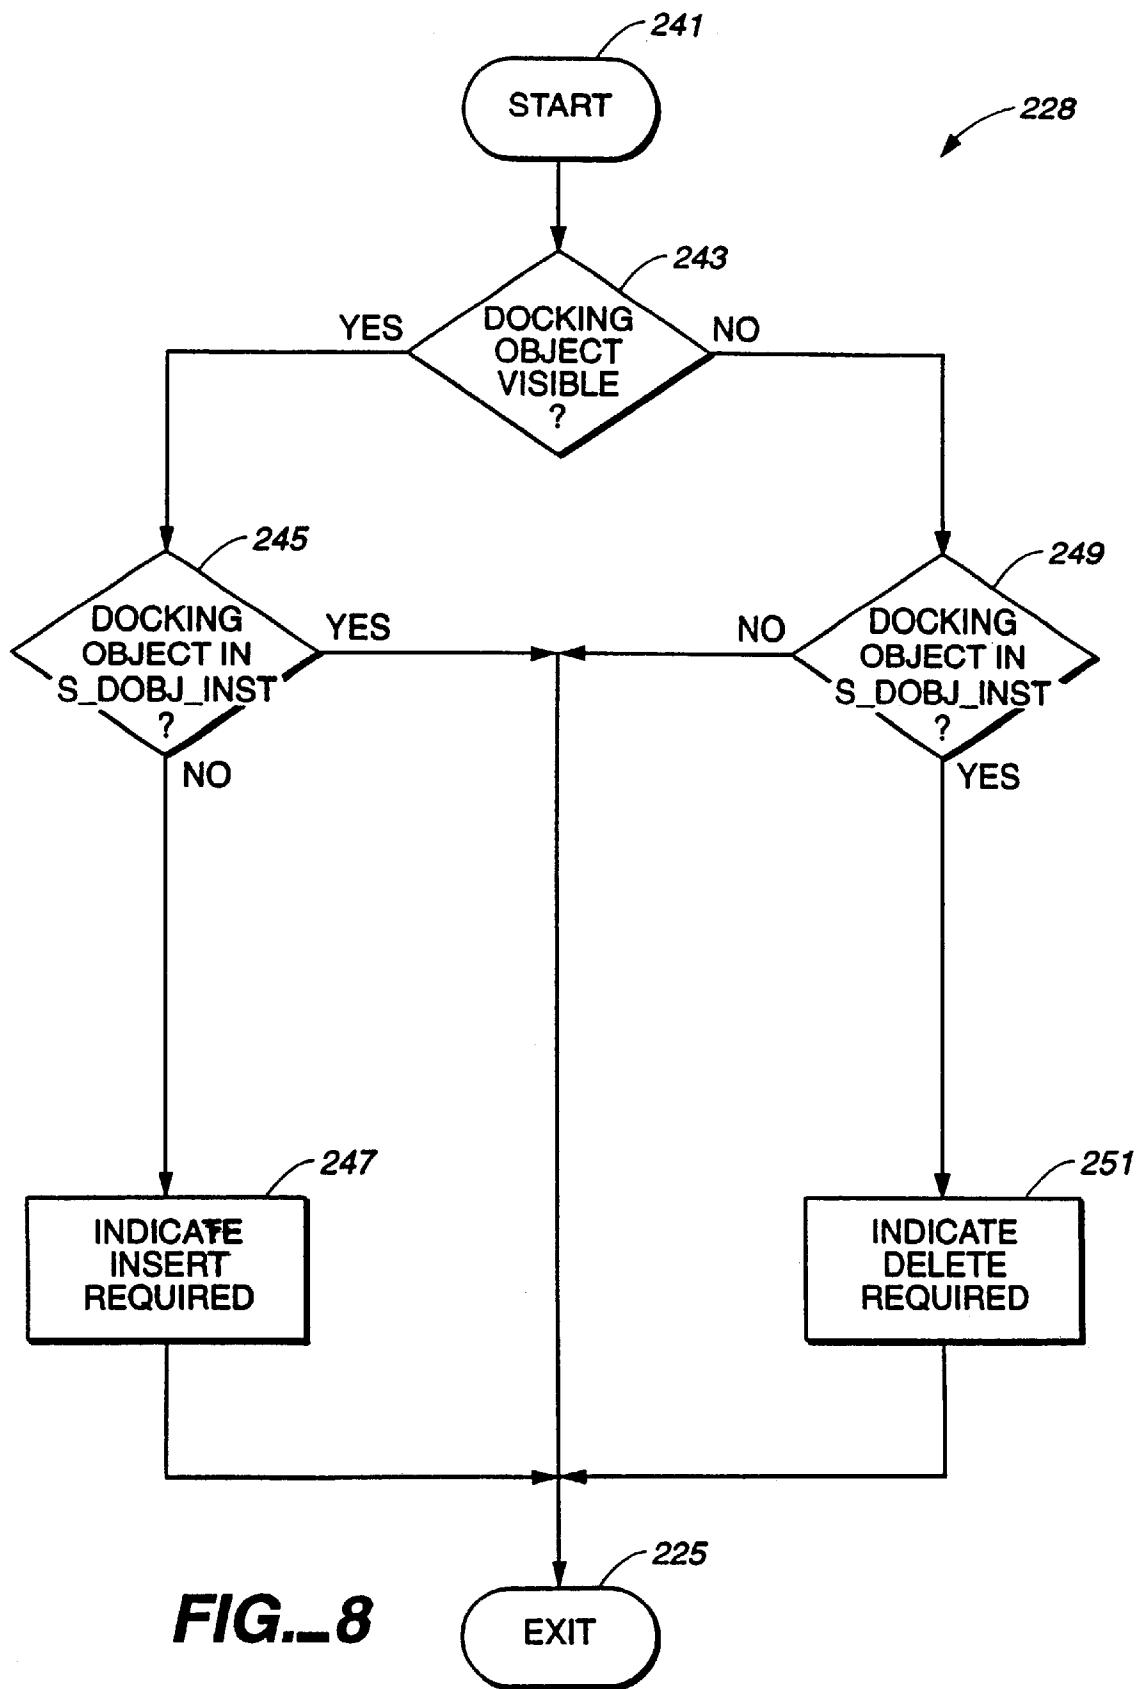 241
START
228
243
YES
DOCKING
OBJECT
VISIBLE
?
NO
245
DOCKING
OBJECT IN
S_DOBJ_INST
?
YES
NO
249
NO
DOCKING
OBJECT IN
S_DOBJ_INST
?
YES
247
INDICATE
INSERT
REQUIRED
251
INDICATE
DELETE
REQUIRED
225
EXIT
FIG._8